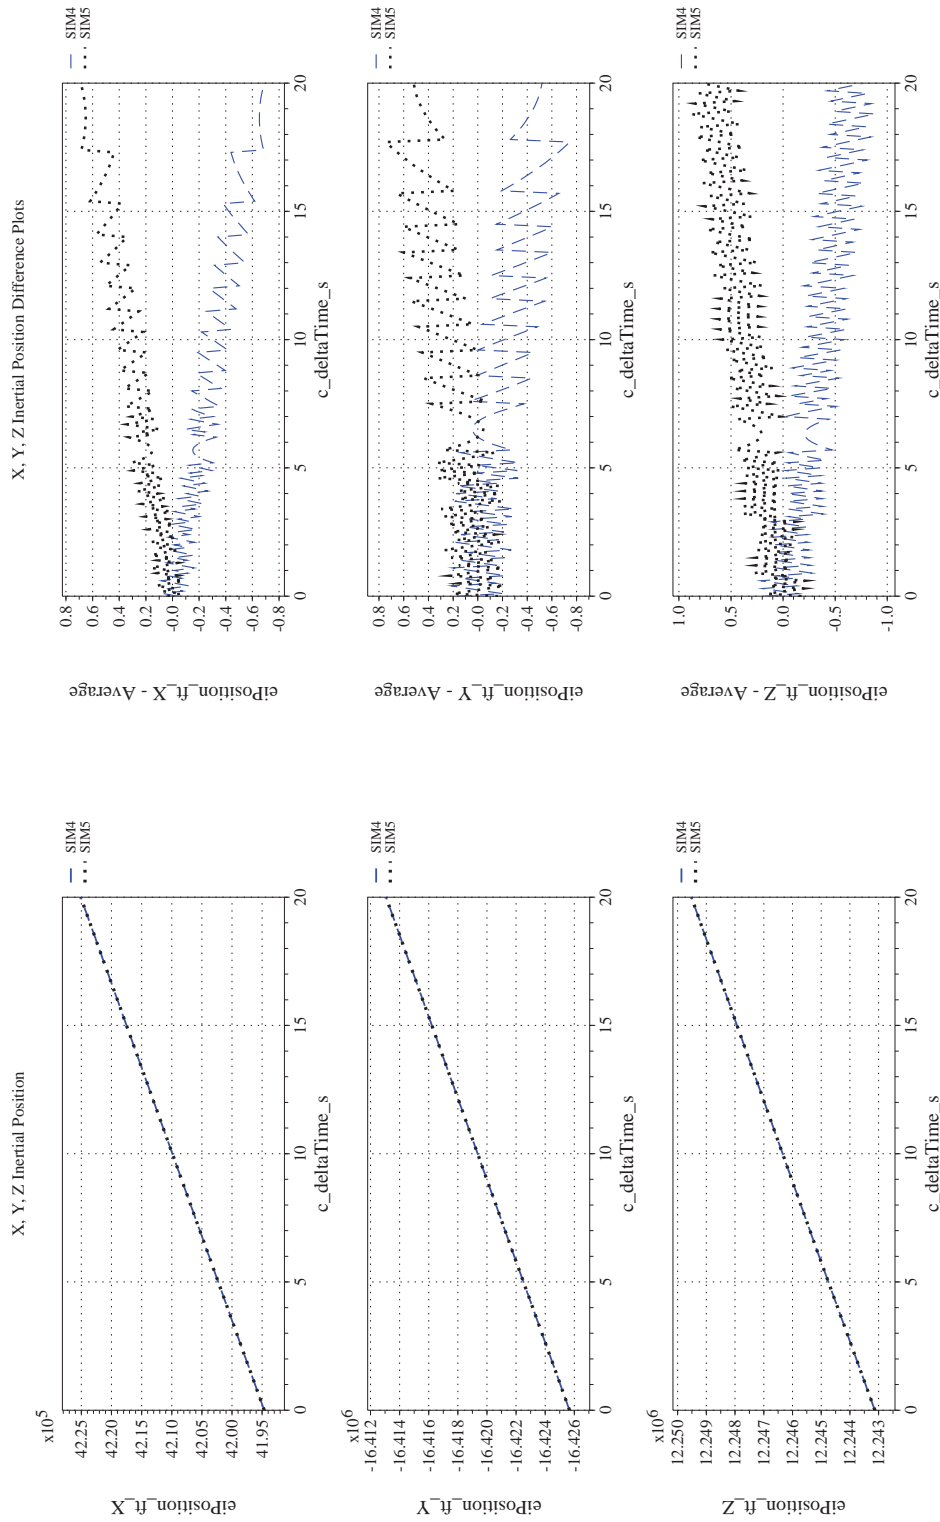 X, Y, Z Inertial Position
x10^5
42.25
42.20
42.15
42.10
42.05
42.00
41.95
eiPosition_ft_X
0
5
10
15
20
c_deltaTime_s
SIM4
SIM5
x10^6
-16.412
-16.414
-16.416
-16.418
-16.420
-16.422
-16.424
-16.426
eiPosition_ft_Y
0
5
10
15
20
c_deltaTime_s
SIM4
SIM5
x10^6
12.250
12.249
12.248
12.247
12.246
12.245
12.244
12.243
eiPosition_ft_Z
0
5
10
15
20
c_deltaTime_s
SIM4
SIM5
X, Y, Z Inertial Position Difference Plots
0.8
0.6
0.4
0.2
-0.0
-0.2
-0.4
-0.6
-0.8
eiPosition_ft_X - Average
0
5
10
15
20
c_deltaTime_s
SIM4
SIM5
0.8
0.6
0.4
0.2
-0.0
-0.2
-0.4
-0.6
-0.8
eiPosition_ft_Y - Average
0
5
10
15
20
c_deltaTime_s
SIM4
SIM5
1.0
0.5
0.0
-0.5
-1.0
eiPosition_ft_Z - Average
0
5
10
15
20
c_deltaTime_s
SIM4
SIM5